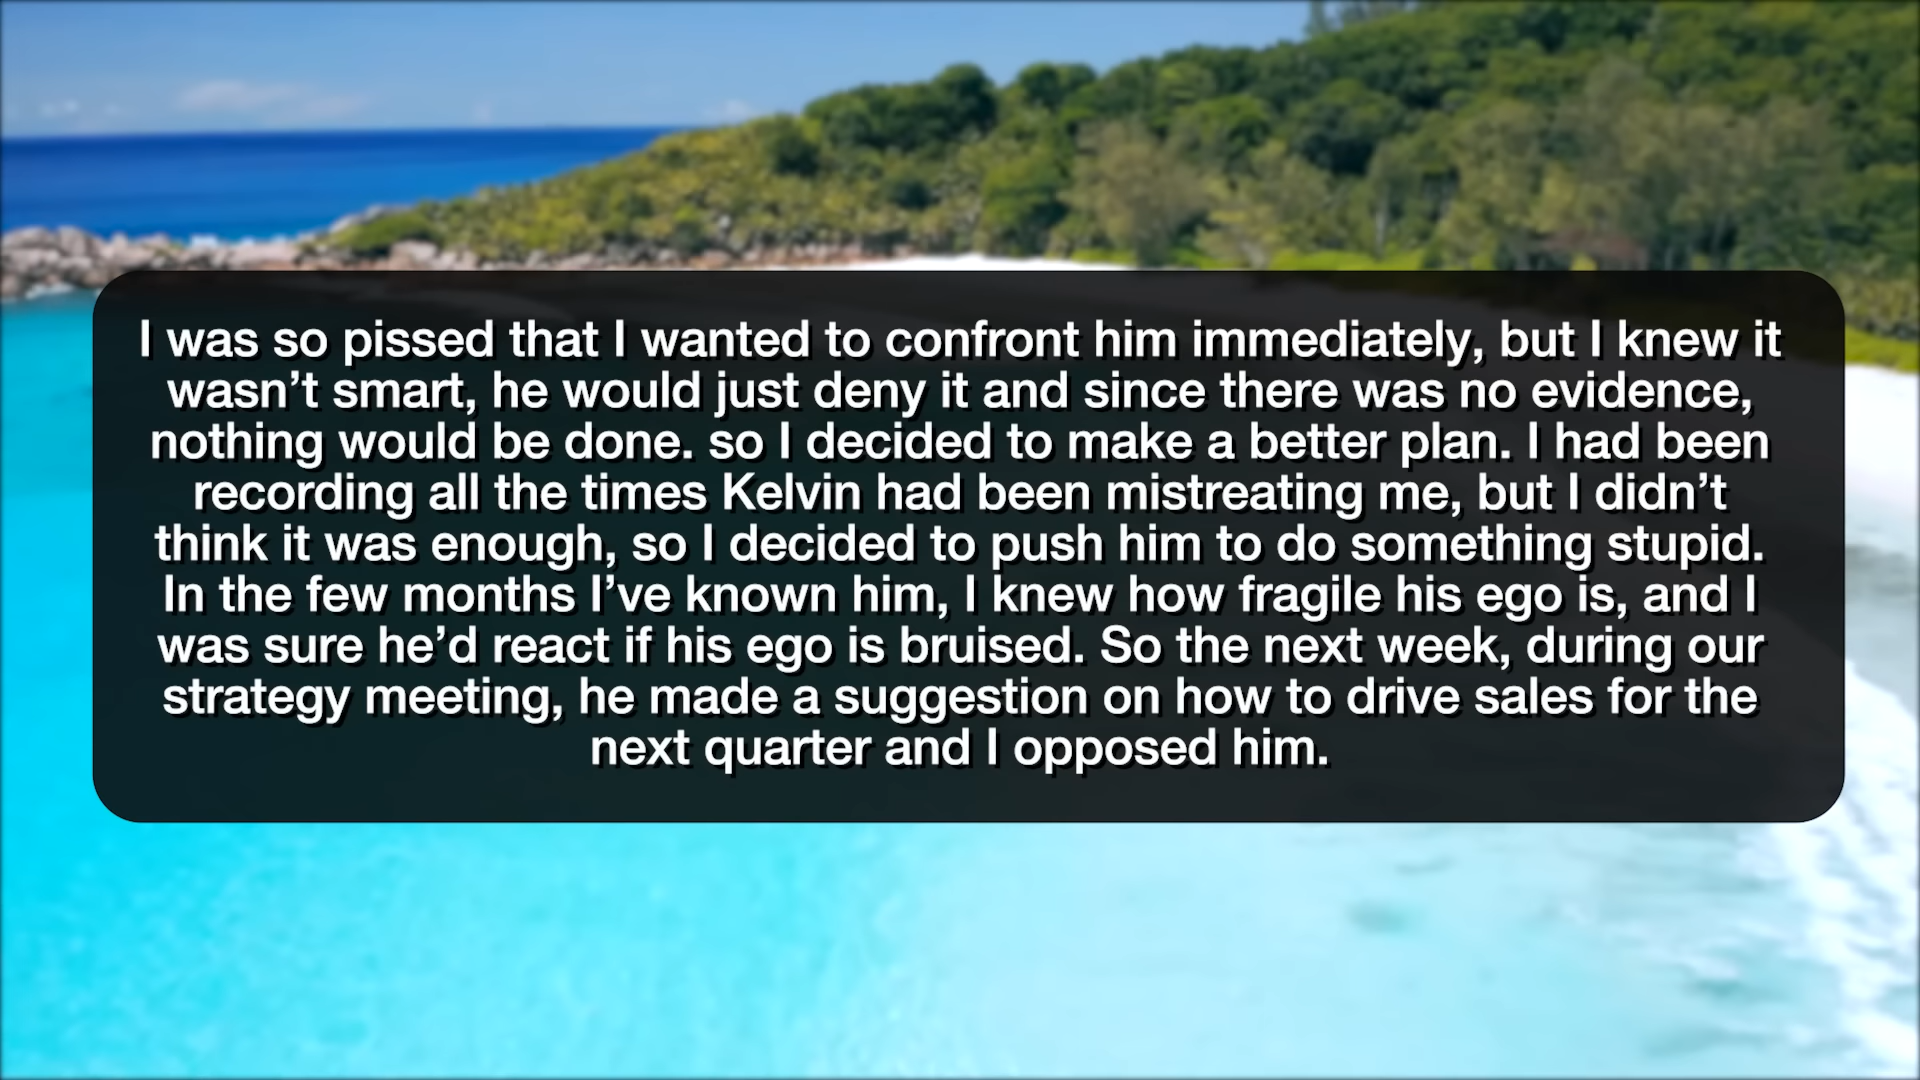 I was so pissed that I wanted to confront him immediately, but I knew it
wasn’t smart, he would just deny it and since there was no evidence,
nothing would be done. so I decided to make a better plan. I had been
recording all the times Kelvin had been mistreating me, but I didn’t
think it was enough, so I decided to push him to do something stupid.
In the few months I’ve known him, I knew how fragile his ego is, and I
was sure he’d react if his ego is bruised. So the next week, during our
strategy meeting, he made a suggestion on how to drive sales for the
next quarter and I opposed him.